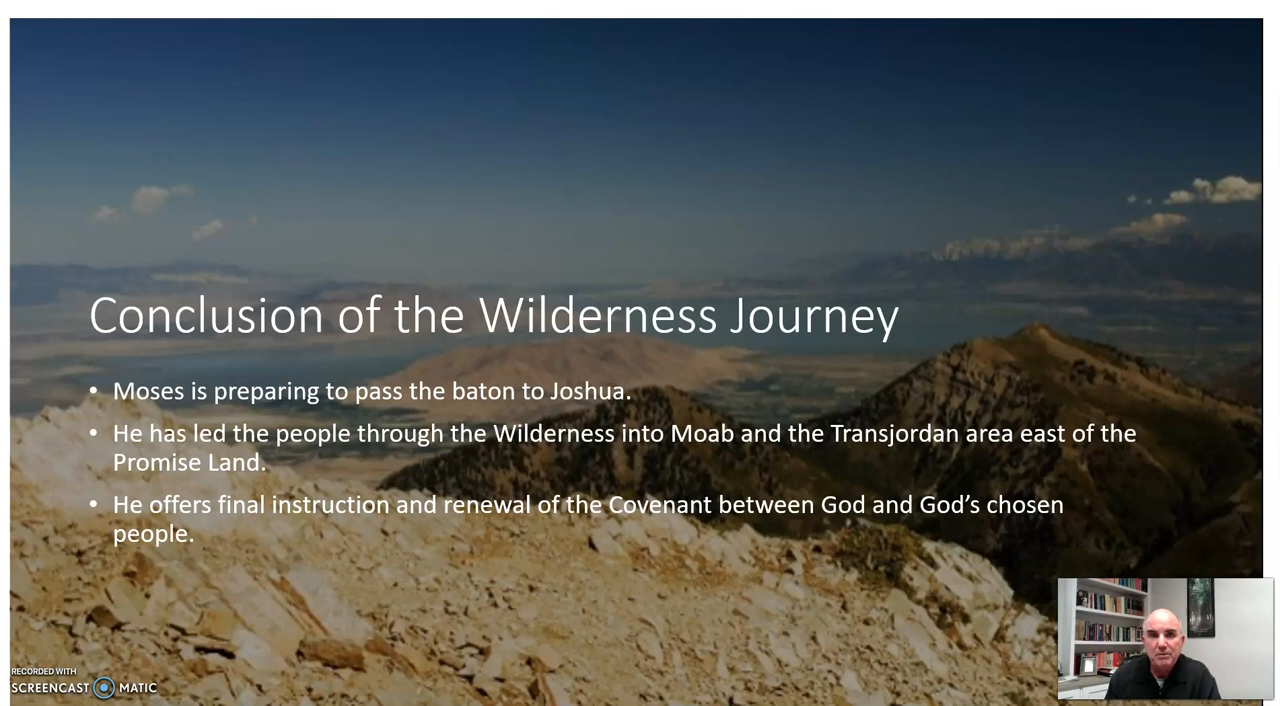 Conclusion of the Wilderness Journey
• Moses is preparing to pass the baton to Joshua.
• He has led the people through the Wilderness into Moab and the Transjordan area east of the
Promise Land.
• He offers final instruction and renewal of the Covenant between God and God’s chosen
people.
RECORDED WITH
SCREENCAST MATIC